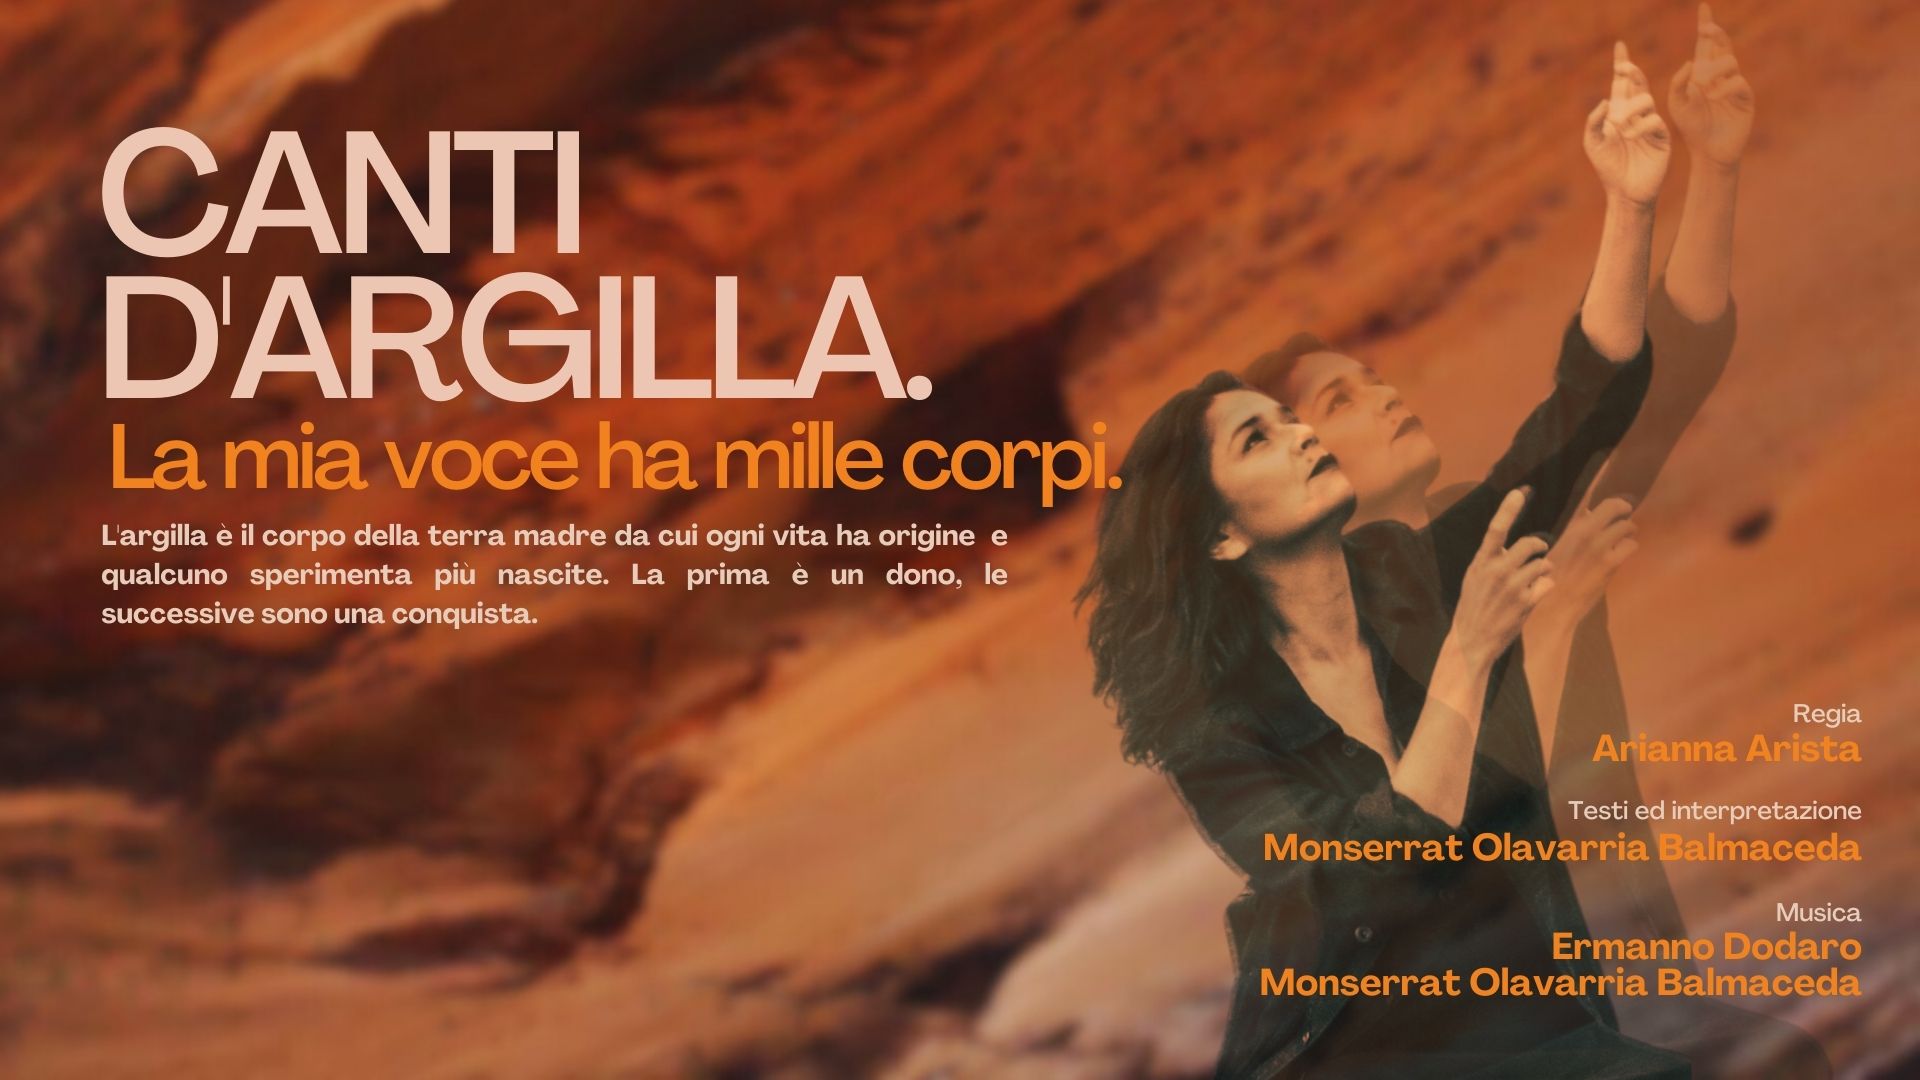 CANTI
D'ARGILLA.
La mia voce ha mille corpi.
L'argilla è il corpo della terra madre da cui ogni vita ha origine e
qualcuno sperimenta più nascite. La prima è un dono, le
successive sono una conquista.
Regia
Arianna Arista
Testi ed interpretazione
Monserrat Olavarria Balmaceda
Musica
Ermanno Dodaro
Monserrat Olavarria Balmaceda